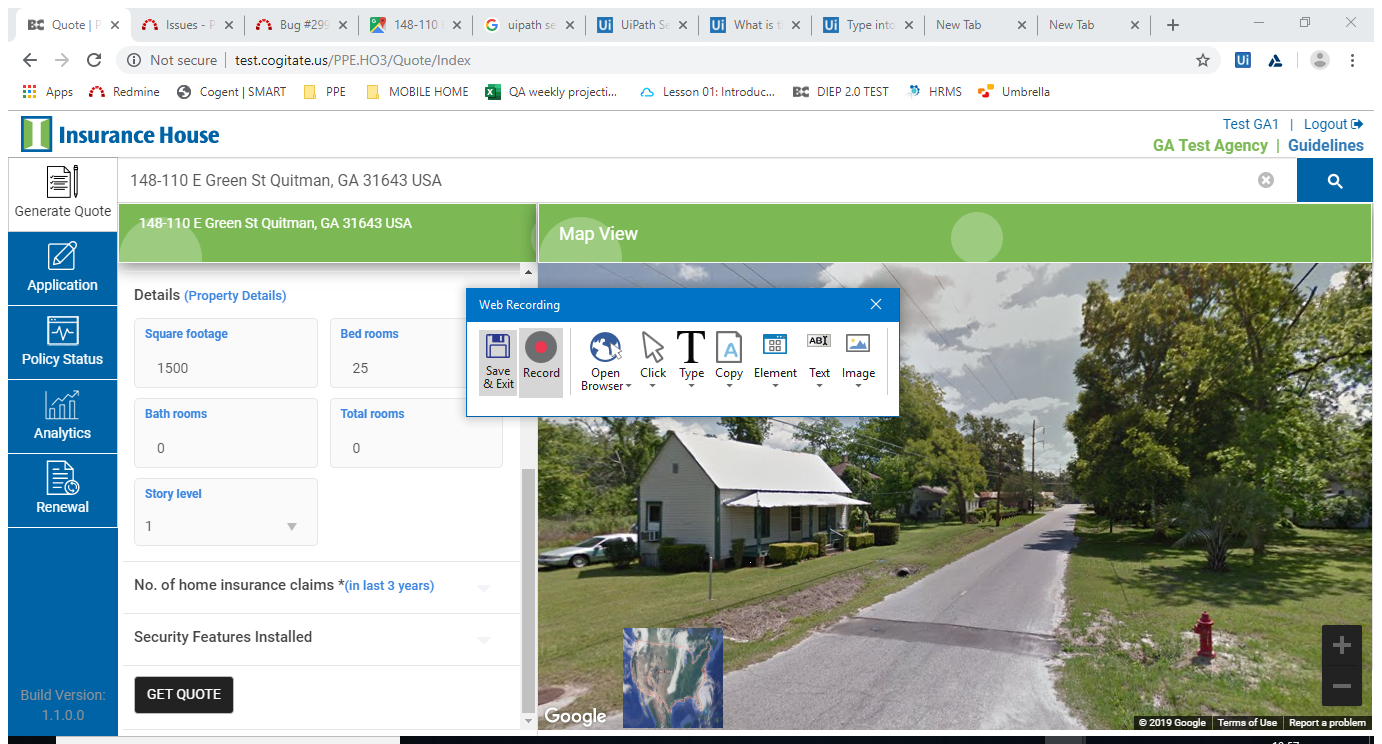 BC Quote | P
Issues - P
Bug #299
148-110
uipath se
Ui UiPath Se
Ui What is t
Ui Type into
New Tab
New Tab
Not secure | test.cogitate.us/PPE.HO3/Quote/Index
Ui
Apps
Redmine
Cogent | SMART
PPE
MOBILE HOME
QA weekly projecti...
Lesson 01: Introduc...
BC DIEP 2.0 TEST
HRMS
Umbrella
Insurance House
Test GA1 | Logout
GA Test Agency | Guidelines
Generate Quote
Application
Policy Status
Analytics
Renewal
Build Version:
1.1.0.0
148-110 E Green St Quitman, GA 31643 USA
148-110 E Green St Quitman, GA 31643 USA
Map View
Details (Property Details)
Square footage
1500
Bed rooms
25
Bath rooms
0
Total rooms
0
Story level
1
No. of home insurance claims *(in last 3 years)
Security Features Installed
GET QUOTE
Web Recording
Save
& Exit
Record
Open
Browser
Click
Type
Copy
Element
Text
Image
Google
© 2019 Google
Terms of Use
Report a problem